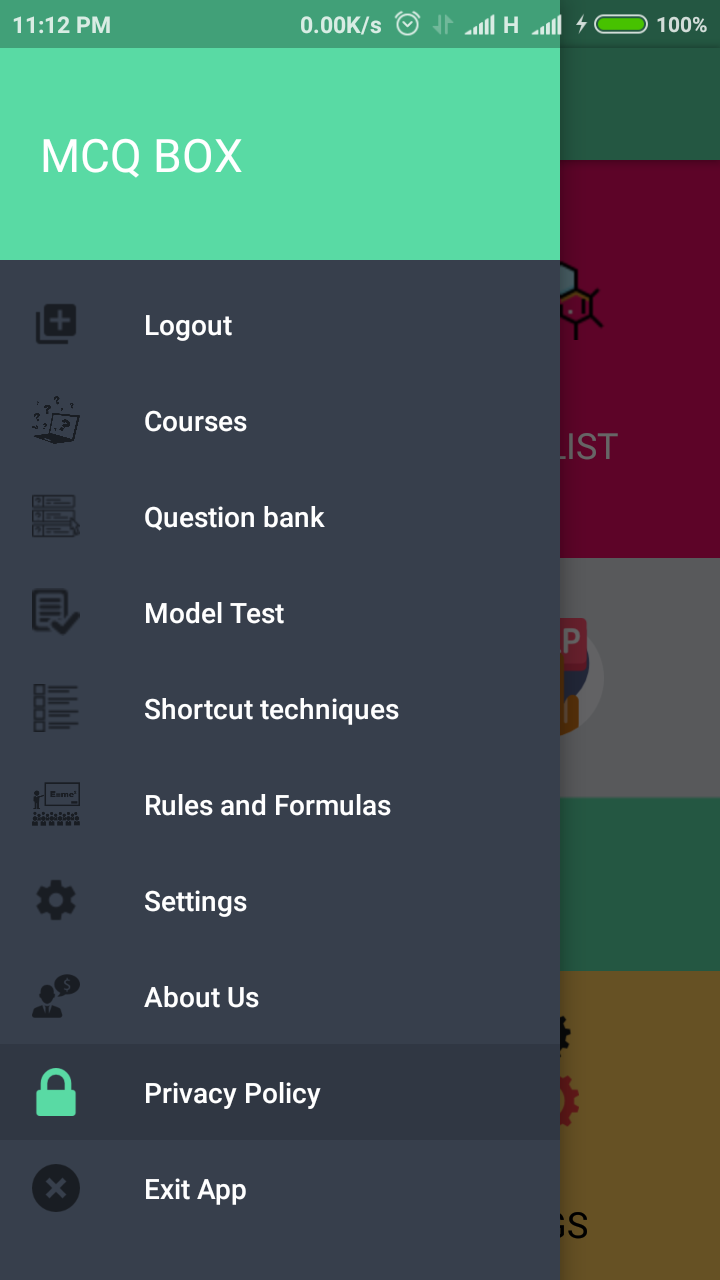 11:12 PM 0.00K/s H 100%
MCQ BOX
Logout
LIST
Courses
Question bank
Model Test
P
Shortcut techniques
Rules and Formulas
Settings
$
About Us
Privacy Policy
Exit App
GS